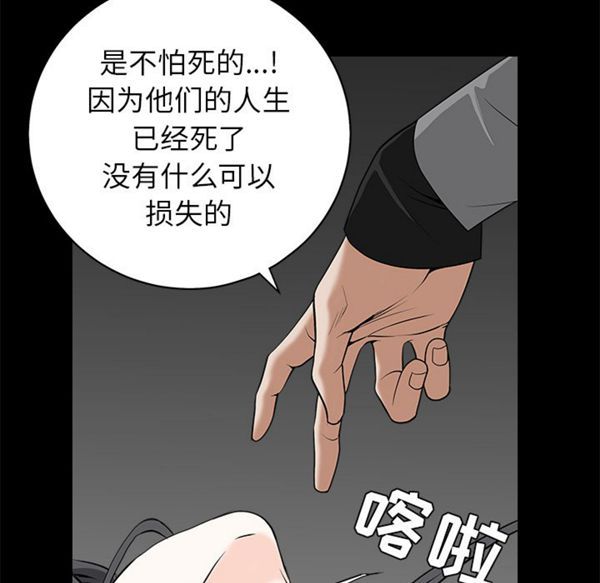 是不怕死的...!
因为他们的人生
已经死了
没有什么可以
损失的
喀啦